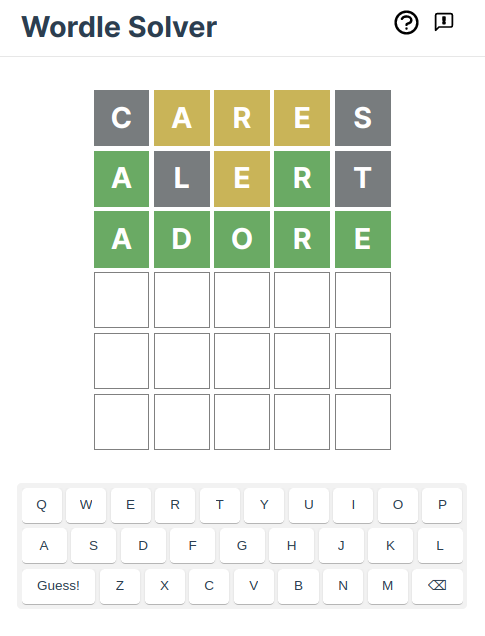 Wordle Solver
C A R E S
A L E R T
A D O R E
Q W E R T Y U I O P
A S D F G H J K L
Guess! Z X C V B N M ⌫